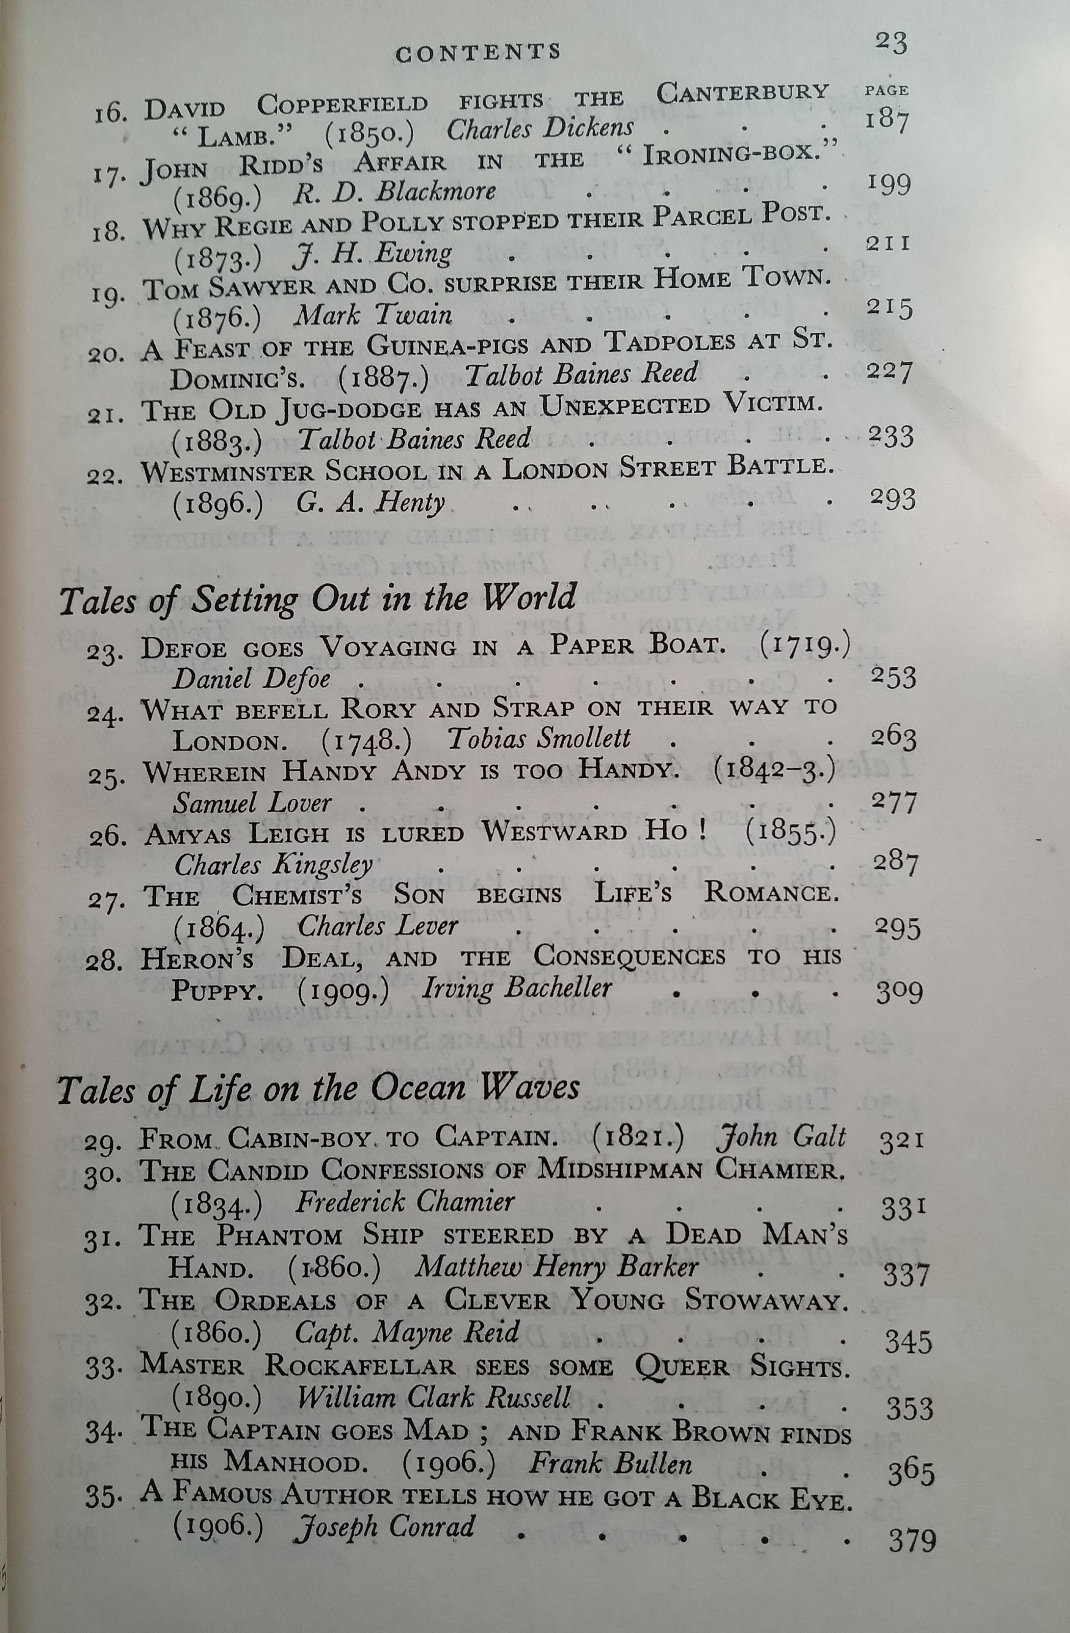 CONTENTS 23
PAGE
16. DAVID COPPERFIELD FIGHTS THE CANTERBURY
“ LAMB.” (1850.) Charles Dickens . . . 187
17. JOHN RIDD’S AFFAIR IN THE “ IRONING-BOX.”
(1869.) R. D. Blackmore . . . . 199
18. WHY REGIE AND POLLY STOPPED THEIR PARCEL POST.
(1873.) J. H. Ewing . . . . . 211
19. TOM SAWYER AND CO. SURPRISE THEIR HOME TOWN.
(1876.) Mark Twain . . . . . 215
20. A FEAST OF THE GUINEA-PIGS AND TADPOLES AT ST.
DOMINIC’S. (1887.) Talbot Baines Reed . . 227
21. THE OLD JUG-DODGE HAS AN UNEXPECTED VICTIM.
(1883.) Talbot Baines Reed . . . . 233
22. WESTMINSTER SCHOOL IN A LONDON STREET BATTLE.
(1896.) G. A. Henty . . . . . 293
Tales of Setting Out in the World
23. DEFOE GOES VOYAGING IN A PAPER BOAT. (1719.)
Daniel Defoe . . . . . . . 253
24. WHAT BEFELL RORY AND STRAP ON THEIR WAY TO
LONDON. (1748.) Tobias Smollett . . . 263
25. WHEREIN HANDY ANDY IS TOO HANDY. (1842–3.)
Samuel Lover . . . . . . . 277
26. AMYAS LEIGH IS LURED WESTWARD HO ! (1855.)
Charles Kingsley . . . . . . 287
27. THE CHEMIST’S SON BEGINS LIFE’S ROMANCE.
(1864.) Charles Lever . . . . . 295
28. HERON’S DEAL, AND THE CONSEQUENCES TO HIS
PUPPY. (1909.) Irving Bacheller . . . 309
Tales of Life on the Ocean Waves
29. FROM CABIN-BOY TO CAPTAIN. (1821.) John Galt 321
30. THE CANDID CONFESSIONS OF MIDSHIPMAN CHAMIER.
(1834.) Frederick Chamier . . . . 331
31. THE PHANTOM SHIP STEERED BY A DEAD MAN’S
HAND. (1860.) Matthew Henry Barker . . 337
32. THE ORDEALS OF A CLEVER YOUNG STOWAWAY.
(1860.) Capt. Mayne Reid . . . . 345
33. MASTER ROCKAFELLAR SEES SOME QUEER SIGHTS.
(1890.) William Clark Russell . . . . 353
34. THE CAPTAIN GOES MAD ; AND FRANK BROWN FINDS
HIS MANHOOD. (1906.) Frank Bullen . . 365
35. A FAMOUS AUTHOR TELLS HOW HE GOT A BLACK EYE.
(1906.) Joseph Conrad . . . . . 379